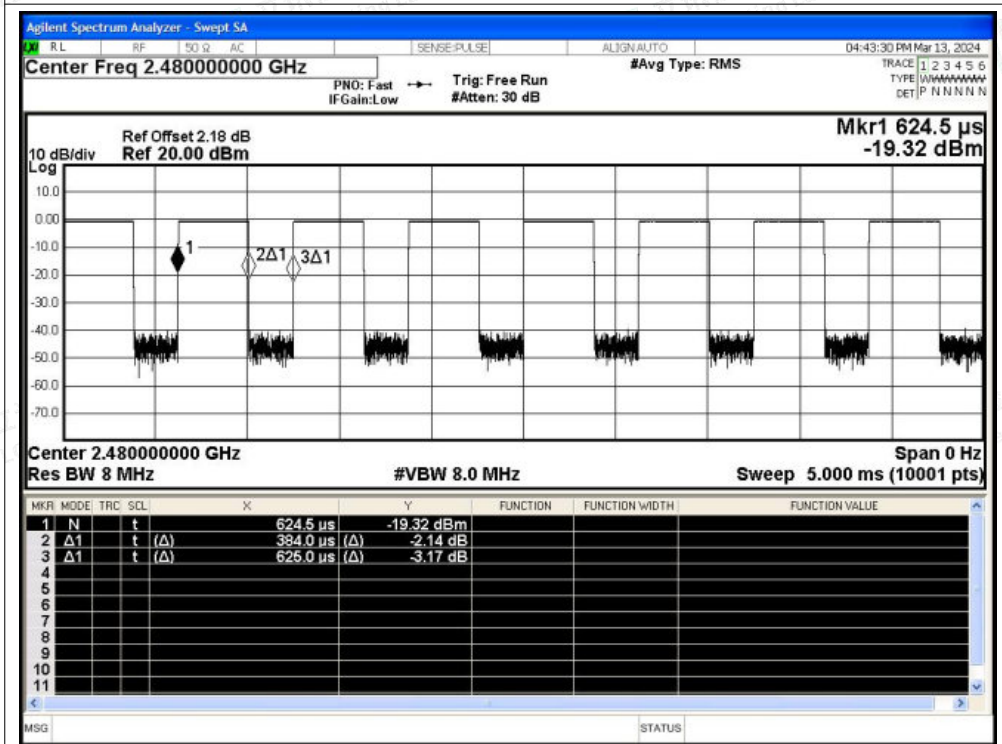 Agilent Spectrum Analyzer - Swept SA
RL RF 50 Ω AC SENSE:PULSE ALIGNAUTO 04:43:30 PM Mar 13, 2024
Center Freq 2.480000000 GHz #Avg Type: RMS TRACE 1 2 3 4 5 6
PNO: Fast Trig: Free Run TYPE WWWWWW
IFGain:Low #Atten: 30 dB DET P N N N N N
Mkr1 624.5 µs
Ref Offset 2.18 dB
10 dB/div Ref 20.00 dBm -19.32 dBm
Log
10.0
0.00
-10.0
1 2Δ1 3Δ1
-20.0
-30.0
-40.0
-50.0
-60.0
-70.0
Center 2.480000000 GHz Span 0 Hz
Res BW 8 MHz #VBW 8.0 MHz Sweep 5.000 ms (10001 pts)
MKR MODE TRC SCL X Y FUNCTION FUNCTION WIDTH FUNCTION VALUE
1 N t 624.5 µs -19.32 dBm
2 Δ1 t (Δ) 384.0 µs (Δ) -2.14 dB
3 Δ1 t (Δ) 625.0 µs (Δ) -3.17 dB
4
5
6
7
8
9
10
11
MSG STATUS